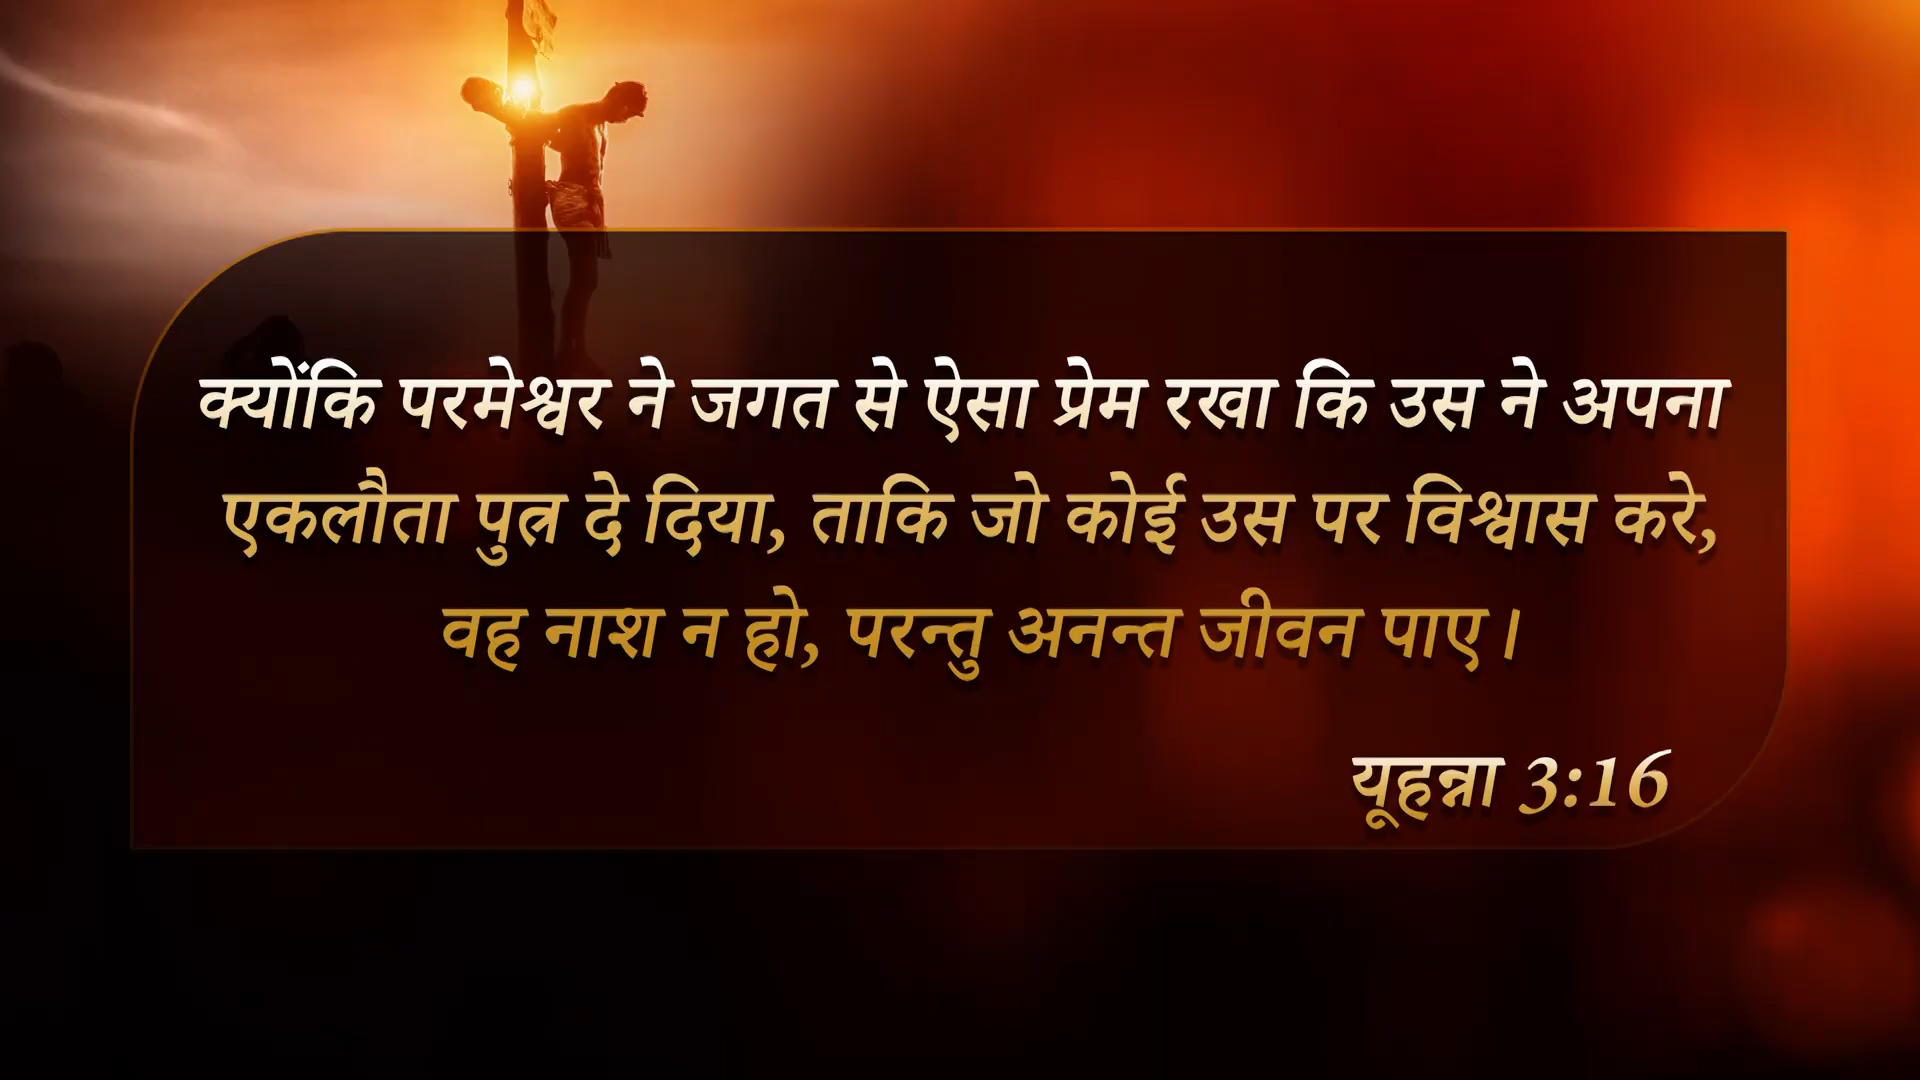 क्योंकि परमेश्वर ने जगत से ऐसा प्रेम रखा कि उस ने अपना
एकलौता पुत्र दे दिया, ताकि जो कोई उस पर विश्वास करे,
वह नाश न हो, परन्तु अनन्त जीवन पाए।
यूहन्ना 3:16